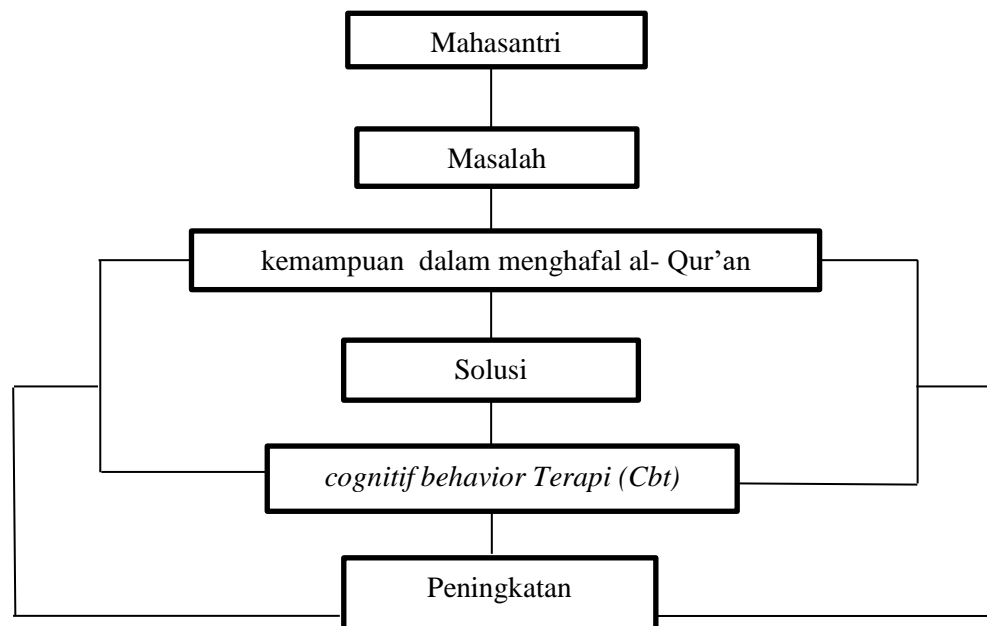 Mahasantri
Masalah
kemampuan dalam menghafal al- Qur’an
Solusi
cognitif behavior Terapi (Cbt)
Peningkatan